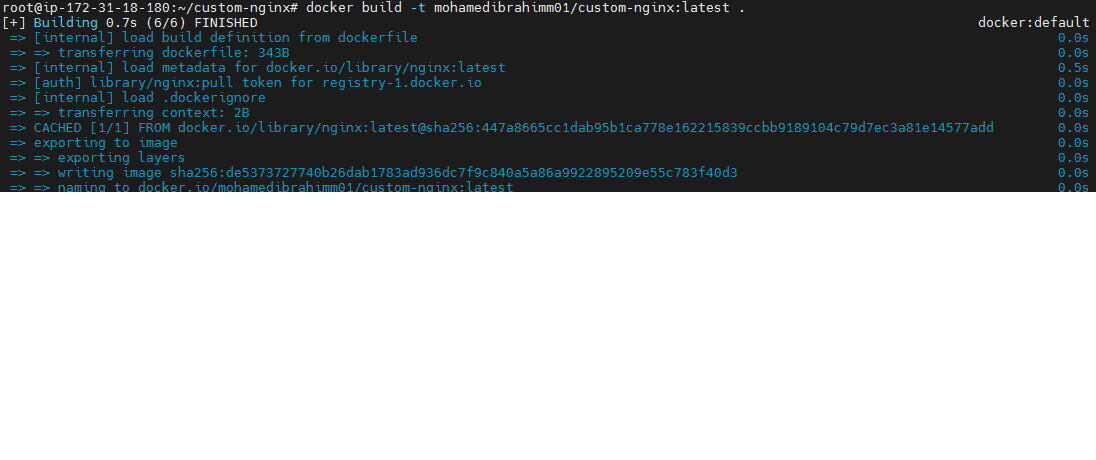 root@ip-172-31-18-180:~/custom-nginx# docker build -t mohamedibrahimm01/custom-nginx:latest .
[+] Building 0.7s (6/6) FINISHED docker:default
=> [internal] load build definition from dockerfile 0.0s
=> => transferring dockerfile: 343B 0.0s
=> [internal] load metadata for docker.io/library/nginx:latest 0.5s
=> [auth] library/nginx:pull token for registry-1.docker.io 0.0s
=> [internal] load .dockerignore 0.0s
=> => transferring context: 2B 0.0s
=> CACHED [1/1] FROM docker.io/library/nginx:latest@sha256:447a8665cc1dab95b1ca778e162215839ccbb9189104c79d7ec3a81e14577add 0.0s
=> exporting to image 0.0s
=> => exporting layers 0.0s
=> => writing image sha256:de5373727740b26dab1783ad936dc7f9c840a5a86a9922895209e55c783f40d3 0.0s
=> => naming to docker.io/mohamedibrahimm01/custom-nginx:latest 0.0s